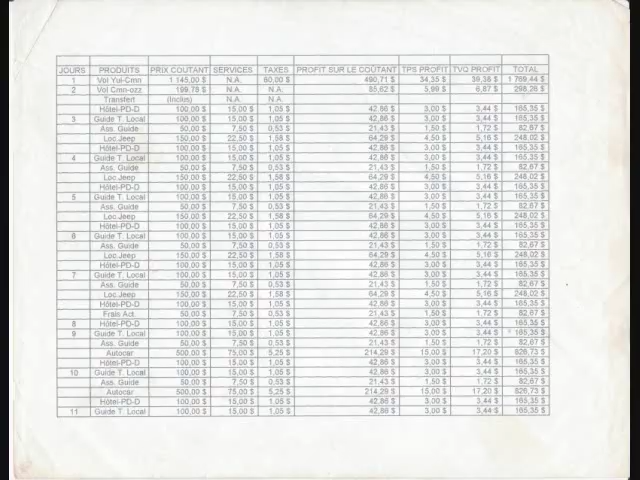 JOURS PRODUITS PRIX COUTANT SERVICES TAXES PROFIT SUR LE COÛTANT TPS PROFIT TVQ PROFIT TOTAL
1 Vol Yul-Cmn 1 145,00 $ N.A. 60,00 $ 490,71 $ 34,35 $ 39,38 $ 1 769,44 $
2 Vol Cmn-ozz 199,78 $ N.A. N.A. 85,62 $ 5,99 $ 6,87 $ 298,26 $
Transfert (Inclus) N.A. N.A.
Hôtel-PD-D 100,00 $ 15,00 $ 1,05 $ 42,86 $ 3,00 $ 3,44 $ 165,35 $
3 Guide T. Local 100,00 $ 15,00 $ 1,05 $ 42,86 $ 3,00 $ 3,44 $ 165,35 $
Ass. Guide 50,00 $ 7,50 $ 0,53 $ 21,43 $ 1,50 $ 1,72 $ 82,67 $
Loc.Jeep 150,00 $ 22,50 $ 1,58 $ 64,29 $ 4,50 $ 5,16 $ 248,02 $
Hôtel-PD-D 100,00 $ 15,00 $ 1,05 $ 42,86 $ 3,00 $ 3,44 $ 165,35 $
4 Guide T. Local 100,00 $ 15,00 $ 1,05 $ 42,86 $ 3,00 $ 3,44 $ 165,35 $
Ass. Guide 50,00 $ 7,50 $ 0,53 $ 21,43 $ 1,50 $ 1,72 $ 82,67 $
Loc.Jeep 150,00 $ 22,50 $ 1,58 $ 64,29 $ 4,50 $ 5,16 $ 248,02 $
Hôtel-PD-D 100,00 $ 15,00 $ 1,05 $ 42,86 $ 3,00 $ 3,44 $ 165,35 $
5 Guide T. Local 100,00 $ 15,00 $ 1,05 $ 42,86 $ 3,00 $ 3,44 $ 165,35 $
Ass. Guide 50,00 $ 7,50 $ 0,53 $ 21,43 $ 1,50 $ 1,72 $ 82,67 $
Loc.Jeep 150,00 $ 22,50 $ 1,58 $ 64,29 $ 4,50 $ 5,16 $ 248,02 $
Hôtel-PD-D 100,00 $ 15,00 $ 1,05 $ 42,86 $ 3,00 $ 3,44 $ 165,35 $
6 Guide T. Local 100,00 $ 15,00 $ 1,05 $ 42,86 $ 3,00 $ 3,44 $ 165,35 $
Ass. Guide 50,00 $ 7,50 $ 0,53 $ 21,43 $ 1,50 $ 1,72 $ 82,67 $
Loc.Jeep 150,00 $ 22,50 $ 1,58 $ 64,29 $ 4,50 $ 5,16 $ 248,02 $
Hôtel-PD-D 100,00 $ 15,00 $ 1,05 $ 42,86 $ 3,00 $ 3,44 $ 165,35 $
7 Guide T. Local 100,00 $ 15,00 $ 1,05 $ 42,86 $ 3,00 $ 3,44 $ 165,35 $
Ass. Guide 50,00 $ 7,50 $ 0,53 $ 21,43 $ 1,50 $ 1,72 $ 82,67 $
Loc.Jeep 150,00 $ 22,50 $ 1,58 $ 64,29 $ 4,50 $ 5,16 $ 248,02 $
Hôtel-PD-D 100,00 $ 15,00 $ 1,05 $ 42,86 $ 3,00 $ 3,44 $ 165,35 $
Frais Act. 50,00 $ 7,50 $ 0,53 $ 21,43 $ 1,50 $ 1,72 $ 82,67 $
8 Hôtel-PD-D 100,00 $ 15,00 $ 1,05 $ 42,86 $ 3,00 $ 3,44 $ 165,35 $
9 Guide T. Local 100,00 $ 15,00 $ 1,05 $ 42,86 $ 3,00 $ 3,44 $ 165,35 $
Ass. Guide 50,00 $ 7,50 $ 0,53 $ 21,43 $ 1,50 $ 1,72 $ 82,67 $
Autocar 500,00 $ 75,00 $ 5,25 $ 214,29 $ 15,00 $ 17,20 $ 826,73 $
Hôtel-PD-D 100,00 $ 15,00 $ 1,05 $ 42,86 $ 3,00 $ 3,44 $ 165,35 $
10 Guide T. Local 100,00 $ 15,00 $ 1,05 $ 42,86 $ 3,00 $ 3,44 $ 165,35 $
Ass. Guide 50,00 $ 7,50 $ 0,53 $ 21,43 $ 1,50 $ 1,72 $ 82,67 $
Autocar 500,00 $ 75,00 $ 5,25 $ 214,29 $ 15,00 $ 17,20 $ 826,73 $
Hôtel-PD-D 100,00 $ 15,00 $ 1,05 $ 42,86 $ 3,00 $ 3,44 $ 165,35 $
11 Guide T. Local 100,00 $ 15,00 $ 1,05 $ 42,86 $ 3,00 $ 3,44 $ 165,35 $